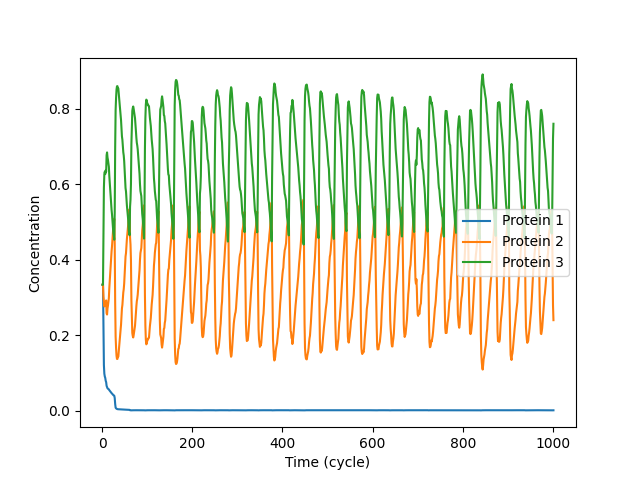 0.8
0.6
0.4
0.2
0.0
Concentration
Protein 1
Protein 2
Protein 3
0 200 400 600 800 1000
Time (cycle)